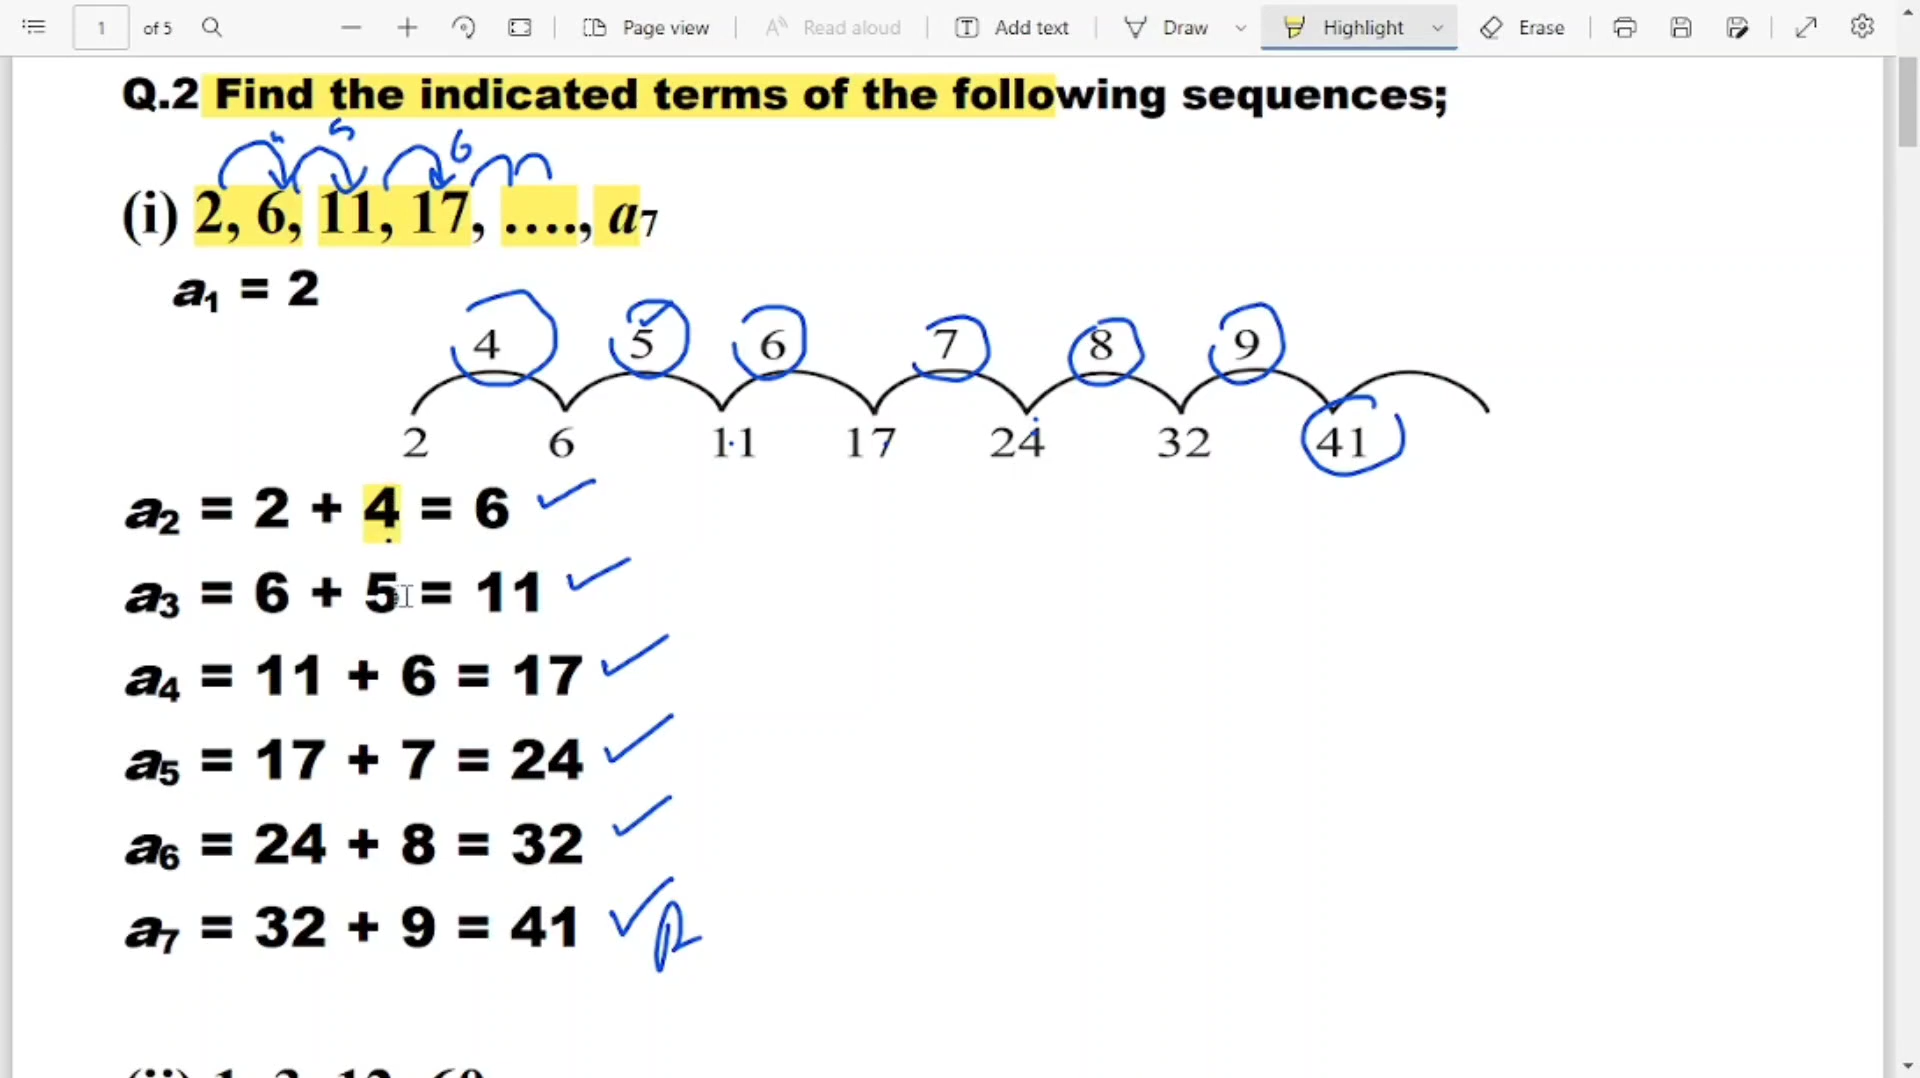 1 of 5 Page view Read aloud Add text Draw Highlight Erase
Q.2 Find the indicated terms of the following sequences;
5 6
(i) 2, 6, 11, 17, …., a₇
a₁ = 2
4 5 6 7 8 9
2 6 11 17 24 32 41
a₂ = 2 + 4 = 6
a₃ = 6 + 5 = 11
a₄ = 11 + 6 = 17
a₅ = 17 + 7 = 24
a₆ = 24 + 8 = 32
a₇ = 32 + 9 = 41